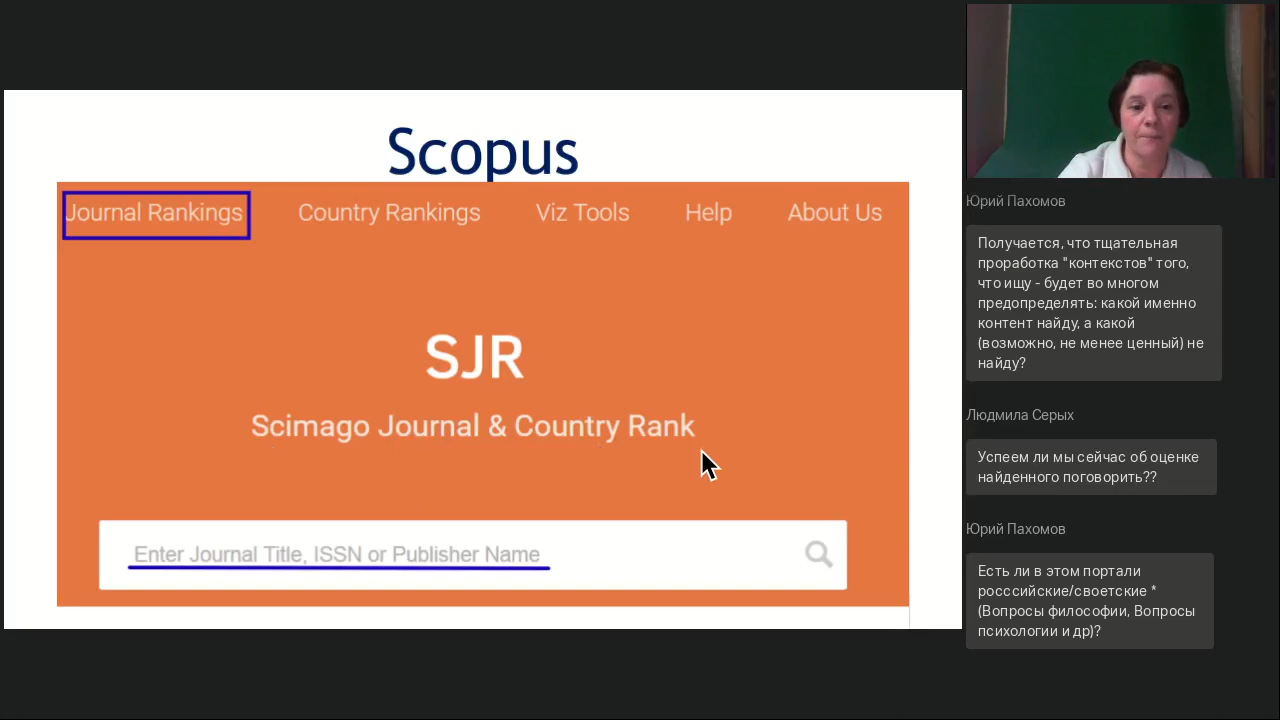 Scopus
Journal Rankings
Country Rankings
Viz Tools
Help
About Us
SJR
Scimago Journal & Country Rank
Enter Journal Title, ISSN or Publisher Name
Юрий Пахомов
Получается, что тщательная
проработка "контекстов" того,
что ищу - будет во многом
предопределять: какой именно
контент найду, а какой
(возможно, не менее ценный) не
найду?
Людмила Серых
Успеем ли мы сейчас об оценке
найденного поговорить??
Юрий Пахомов
Есть ли в этом портали
росссийские/своетские *
(Вопросы философии, Вопросы
психологии и др)?